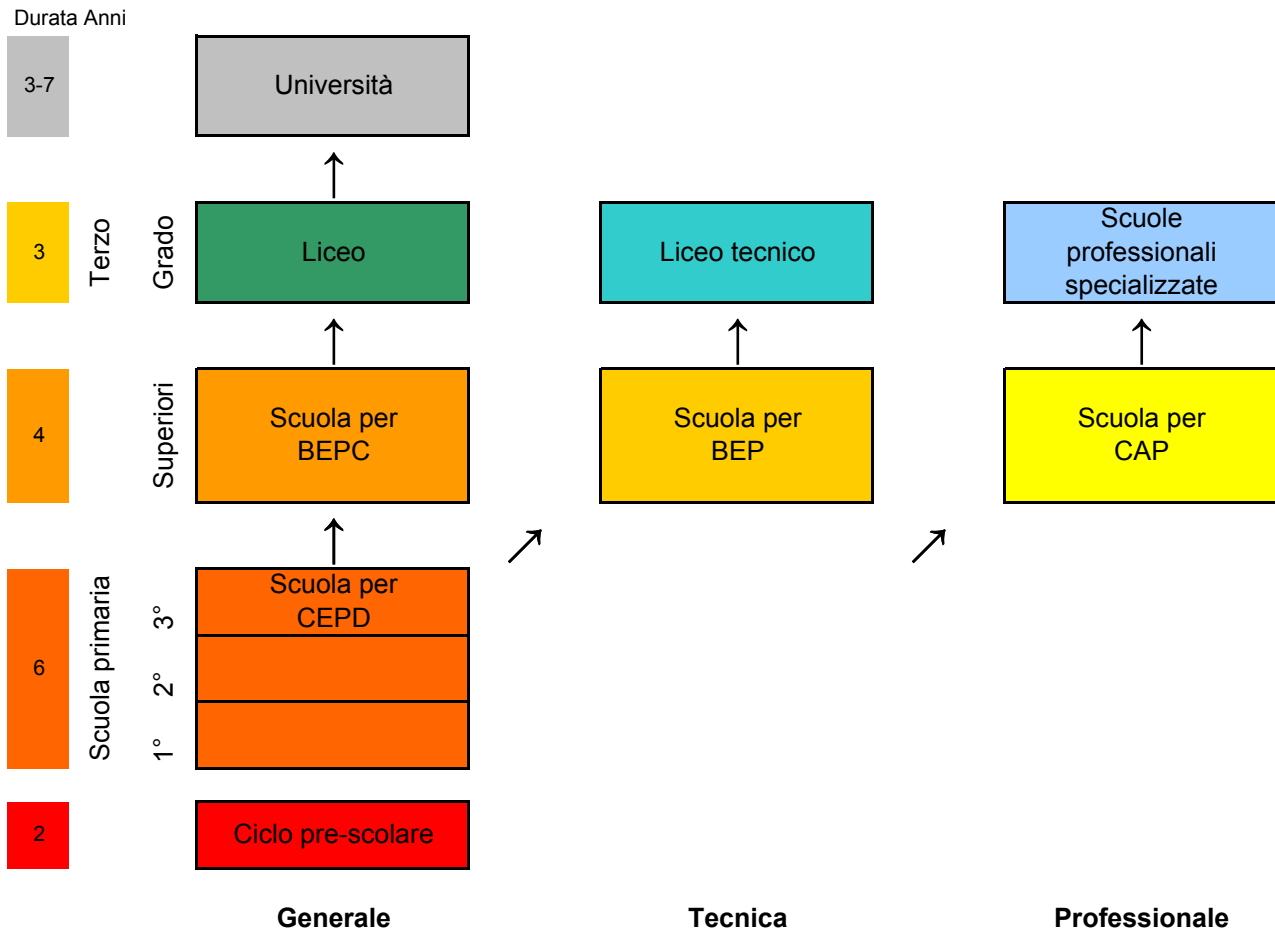 Durata Anni
3-7
Università
3
Terzo
Grado
Liceo
Liceo tecnico
Scuole
professionali
specializzate
4
Superiori
Scuola per
BEPC
Scuola per
BEP
Scuola per
CAP
6
Scuola primaria
3°
Scuola per
CEPD
2°
1°
2
Ciclo pre-scolare
Generale
Tecnica
Professionale